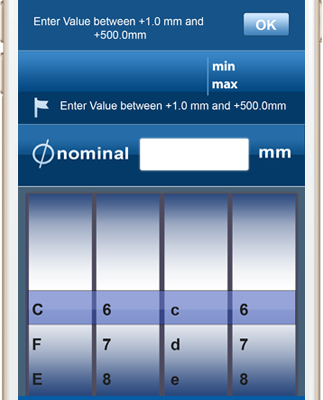 Enter Value between +1.0 mm and
+500.0mm
OK
min
max
Enter Value between +1.0 mm and +500.0mm
∅nominal mm
C 6 c 6
F 7 d 7
E 8 e 8